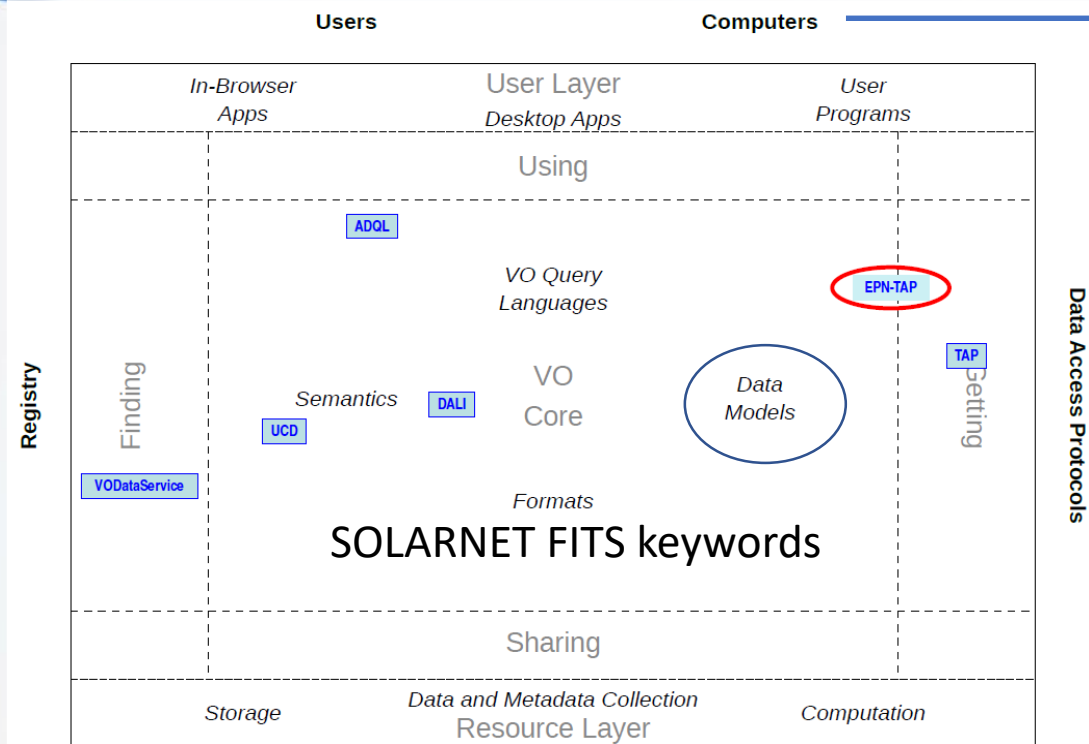 Users
Computers
In-Browser
Apps
User Layer
Desktop Apps
User
Programs
Using
ADQL
VO Query
Languages
EPN-TAP
TAP
Registry
Finding
Semantics
DALI
UCD
VO
Core
Data
Models
Getting
Data Access Protocols
VODataService
Formats
SOLARNET FITS keywords
Sharing
Storage
Data and Metadata Collection
Resource Layer
Computation